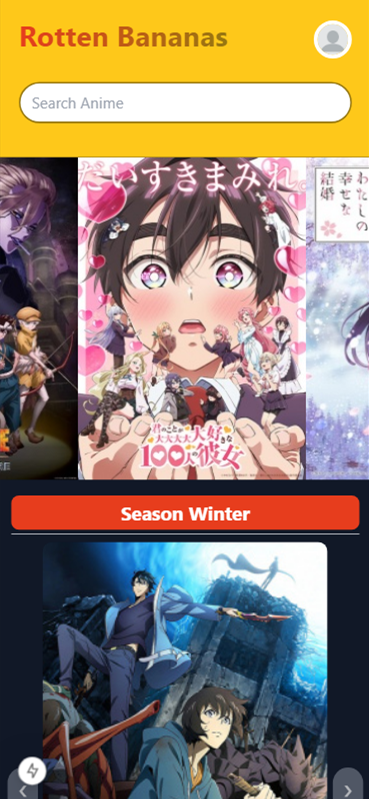 Rotten Bananas
Search Anime
だいすきまみれ。
わたしの
幸せな
結婚
君のことが
大大大大大好きな
100人の彼女
Season Winter